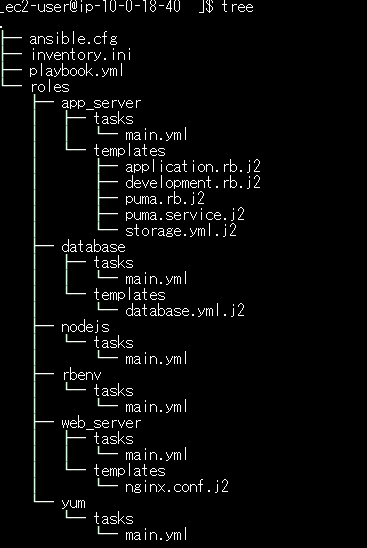 _ec2-user@ip-10-0-18-40  ]$ tree
.
├── ansible.cfg
├── inventory.ini
├── playbook.yml
└── roles
    ├── app_server
    │   ├── tasks
    │   │   └── main.yml
    │   └── templates
    │       ├── application.rb.j2
    │       ├── development.rb.j2
    │       ├── puma.rb.j2
    │       ├── puma.service.j2
    │       └── storage.yml.j2
    ├── database
    │   ├── tasks
    │   │   └── main.yml
    │   └── templates
    │       └── database.yml.j2
    ├── nodejs
    │   └── tasks
    │       └── main.yml
    ├── rbenv
    │   └── tasks
    │       └── main.yml
    ├── web_server
    │   ├── tasks
    │   │   └── main.yml
    │   └── templates
    │       └── nginx.conf.j2
    └── yum
        └── tasks
            └── main.yml